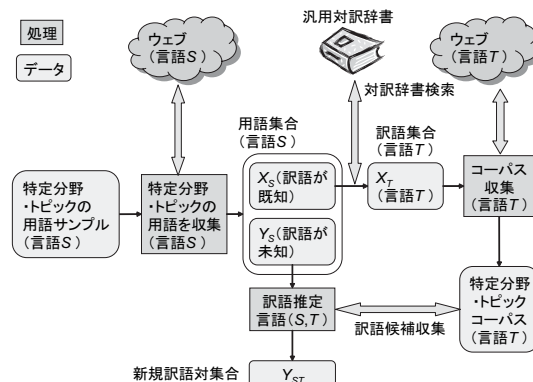 処理
データ
ウェブ
(言語S)
汎用対訳辞書
ウェブ
(言語T)
対訳辞書検索
用語集合
(言語S)
訳語集合
(言語T)
特定分野
・トピックの
用語サンプル
(言語S)
特定分野
・トピックの
用語を収集
(言語S)
XS(訳語が
既知)
YS(訳語が
未知)
XT
(言語T)
コーパス
収集
(言語T)
訳語推定
言語(S,T)
訳語候補収集
特定分野
・トピック
コーパス
(言語T)
新規訳語対集合
YST